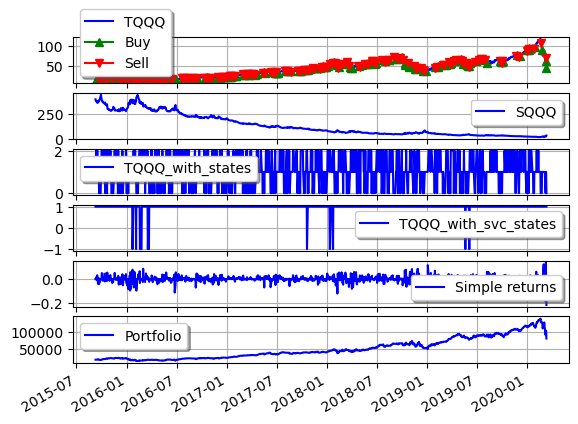 TQQQ
Buy
Sell
100
50
SQQQ
250
0
TQQQ_with_states
2
0
TQQQ_with_svc_states
1
0
−1
Simple returns
0.0
−0.2
Portfolio
100000
50000
2015-07
2016-01
2016-07
2017-01
2017-07
2018-01
2018-07
2019-01
2019-07
2020-01